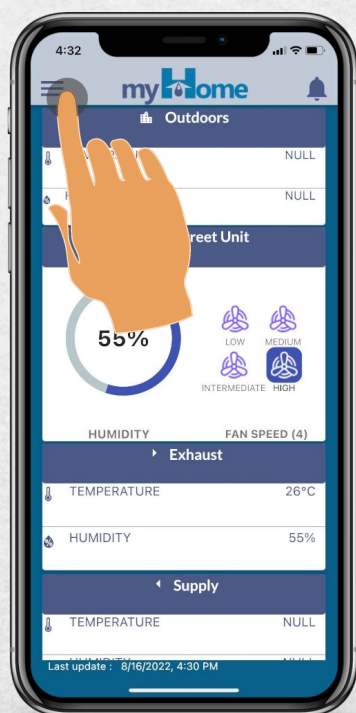 4:32
myHome
Outdoors
NULL
NULL
reet Unit
55%
LOW MEDIUM
INTERMEDIATE HIGH
HUMIDITY FAN SPEED (4)
Exhaust
TEMPERATURE 26°C
HUMIDITY 55%
Supply
TEMPERATURE NULL
Last update : 8/16/2022, 4:30 PM